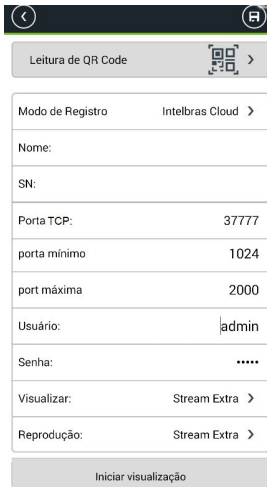 Leitura de QR Code
Modo de Registro Intelbras Cloud
Nome:
SN:
Porta TCP: 37777
porta mínimo 1024
port máxima 2000
Usuário: admin
Senha: •••••
Visualizar: Stream Extra
Reprodução: Stream Extra
Iniciar visualização